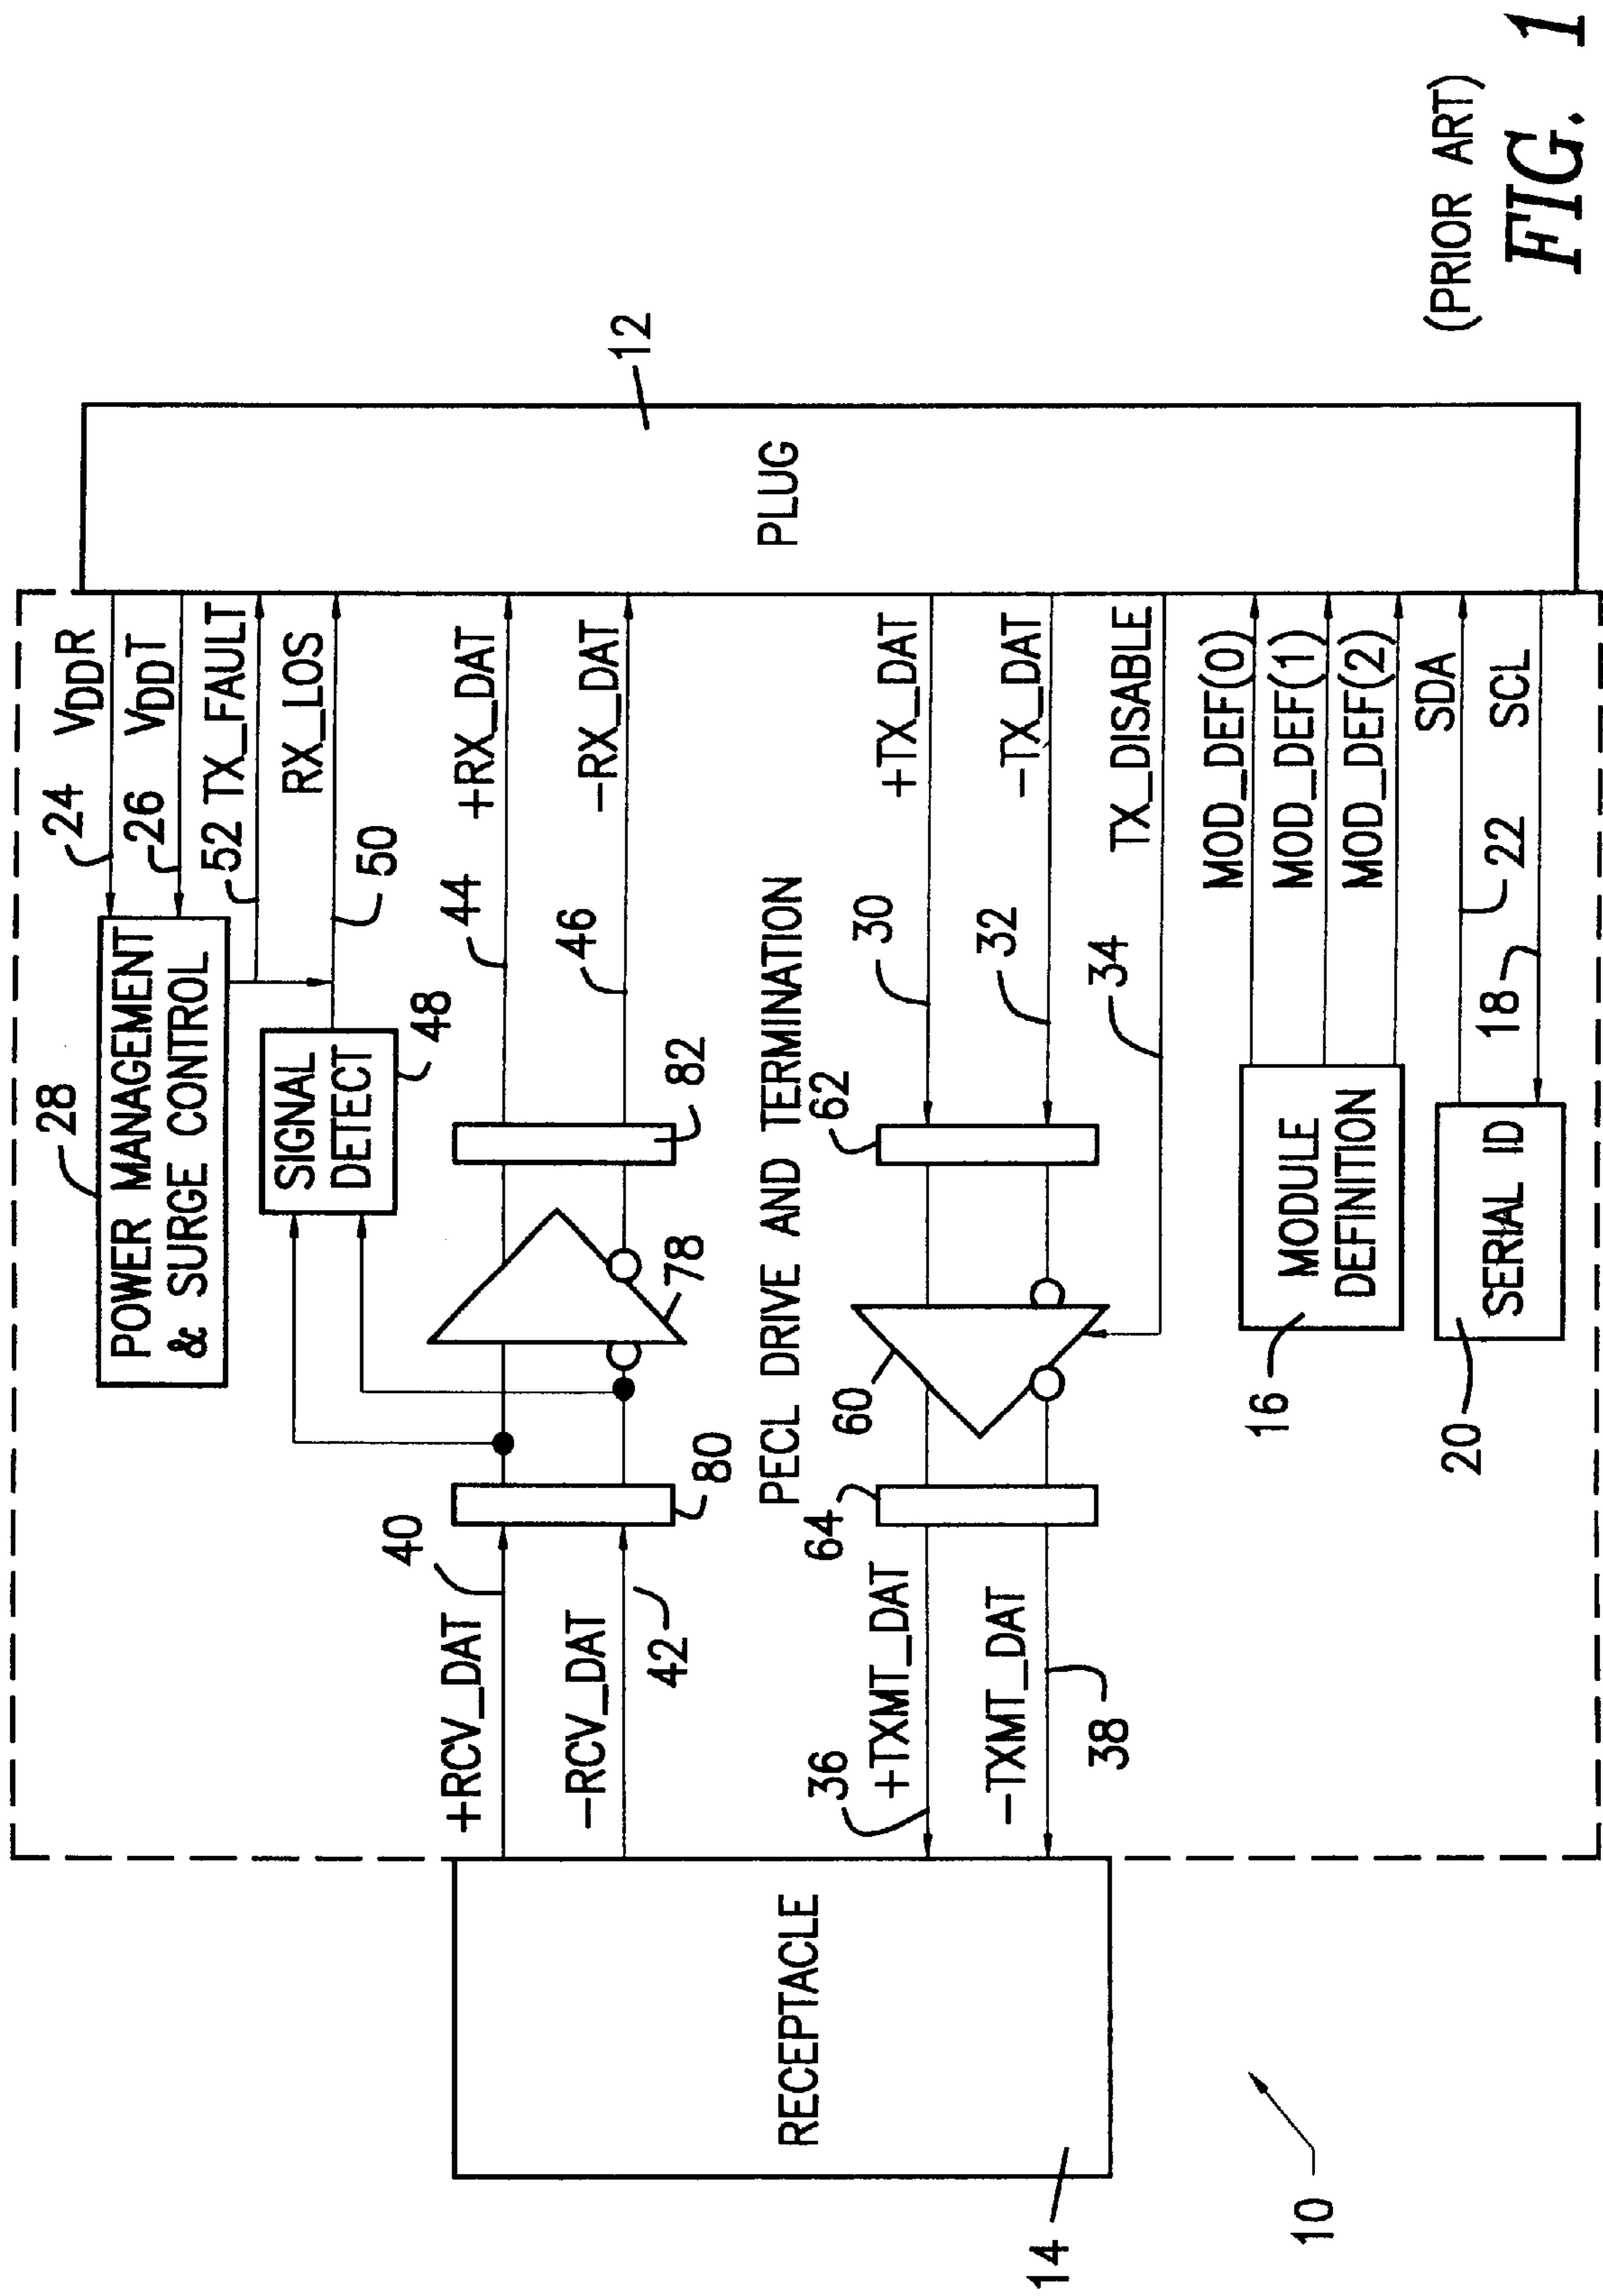 28
POWER MANAGEMENT
& SURGE CONTROL
24
VDDR
26
VDDT
52 TX_FAULT
RX_LOS
50
SIGNAL
DETECT
48
+RCV_DAT
40
44
+RX_DAT
-RCV_DAT
42
80
78
82
46
-RX_DAT
PECL DRIVE AND TERMINATION
RECEPTACLE
14
PLUG
12
36
+TXMT_DAT
64
60
62
30
+TX_DAT
-TXMT_DAT
38
32
-TX_DAT
34
TX_DISABLE
16
MODULE
DEFINITION
MOD_DEF(0)
MOD_DEF(1)
MOD_DEF(2)
20
SERIAL ID
22
SDA
18
SCL
10
(PRIOR ART)
FIG. 1